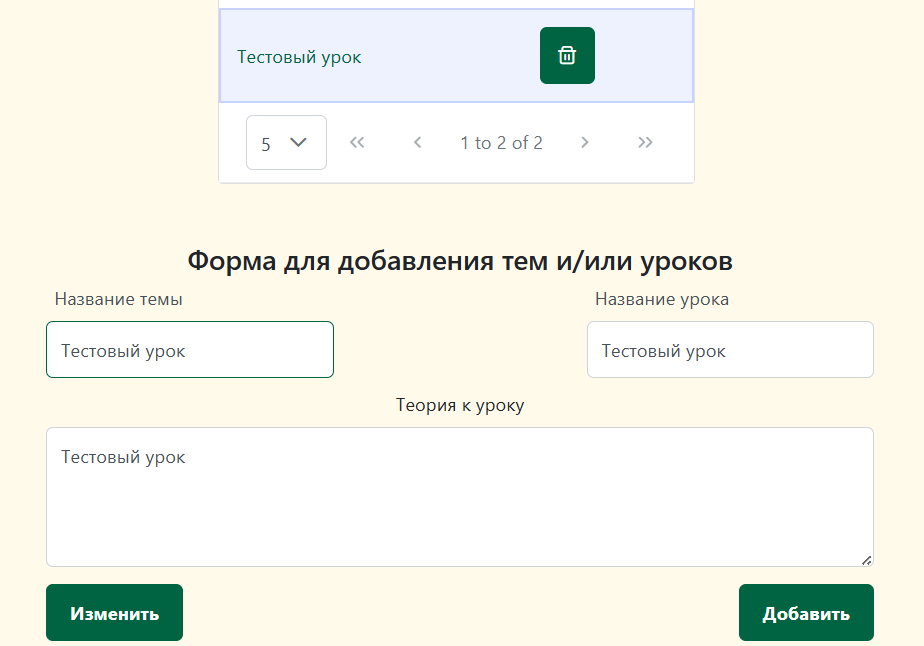 Тестовый урок
5 1 to 2 of 2
Форма для добавления тем и/или уроков
Название темы Название урока
Тестовый урок Тестовый урок
Теория к уроку
Тестовый урок
Изменить Добавить